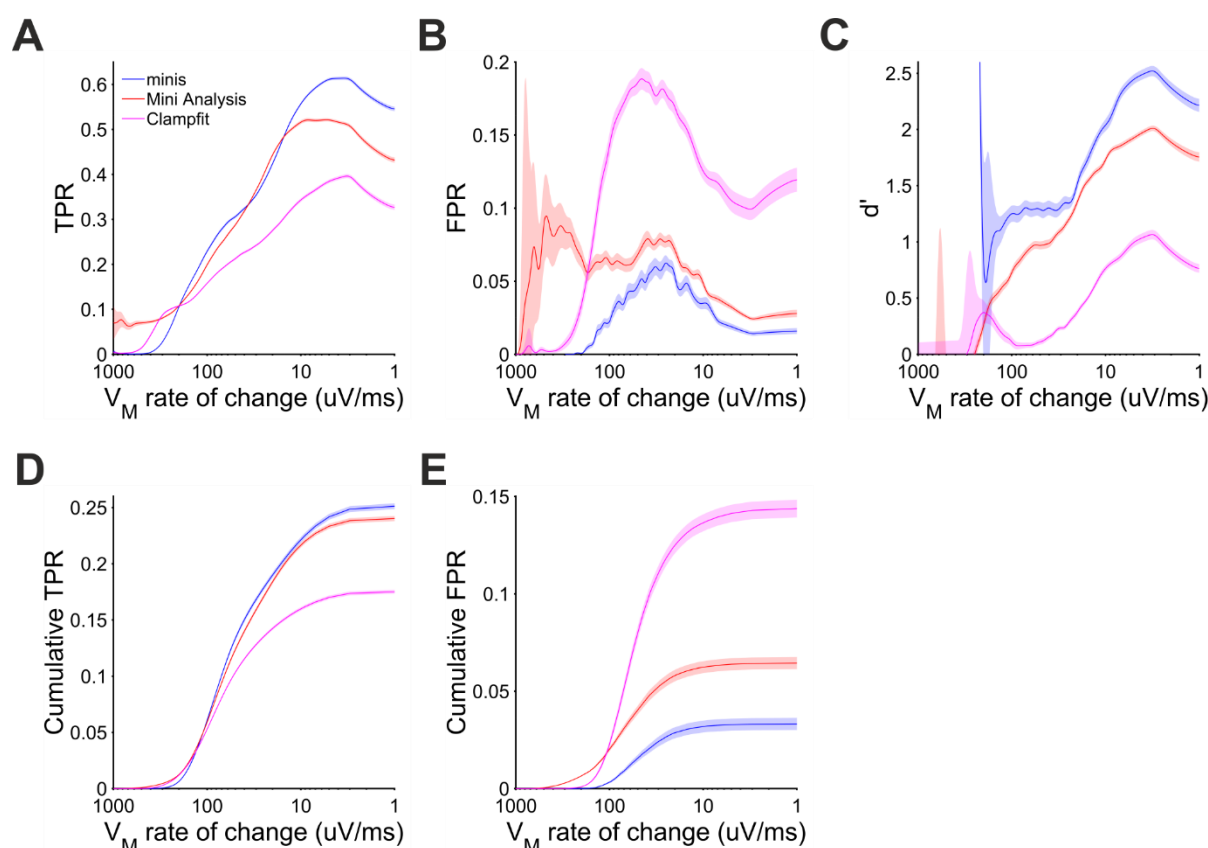 A
B
C
TPR
0.6
0.5
0.4
0.3
0.2
0.1
0
minis
Mini Analysis
Clampfit
1000
100
10
1
V_M rate of change (uV/ms)
FPR
0.2
0.15
0.1
0.05
0
1000
100
10
1
V_M rate of change (uV/ms)
d'
2.5
2
1.5
1
0.5
0
1000
100
10
1
V_M rate of change (uV/ms)
D
E
Cumulative TPR
0.25
0.2
0.15
0.1
0.05
0
1000
100
10
1
V_M rate of change (uV/ms)
Cumulative FPR
0.15
0.1
0.05
0
1000
100
10
1
V_M rate of change (uV/ms)